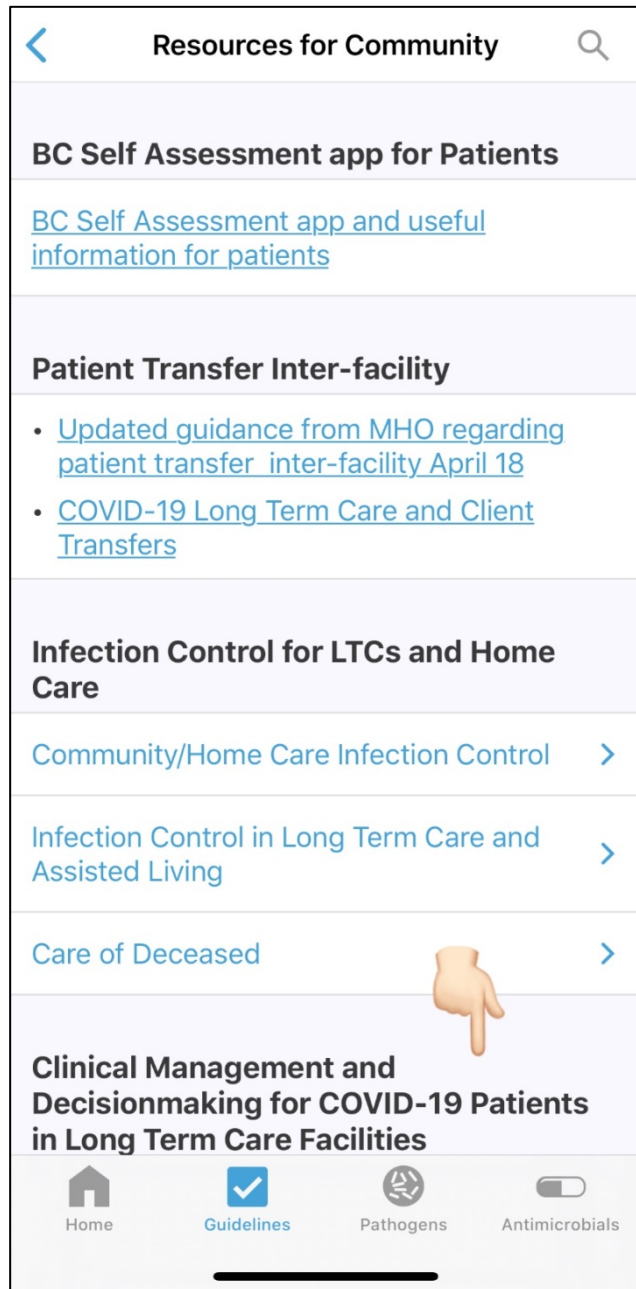 Resources for Community
BC Self Assessment app for Patients
BC Self Assessment app and useful
information for patients
Patient Transfer Inter-facility
• Updated guidance from MHO regarding
patient transfer  inter-facility April 18
• COVID-19 Long Term Care and Client
Transfers
Infection Control for LTCs and Home
Care
Community/Home Care Infection Control
Infection Control in Long Term Care and
Assisted Living
Care of Deceased
Clinical Management and
Decisionmaking for COVID-19 Patients
in Long Term Care Facilities
Home Guidelines Pathogens Antimicrobials